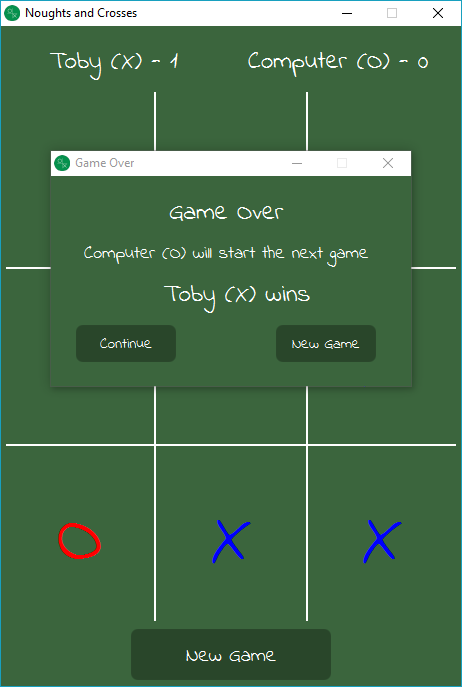 Noughts and Crosses
Toby (X) - 1 Computer (O) - 0
Game Over
Game Over
Computer (O) will start the next game
Toby (X) wins
Continue New Game
O X X
New Game